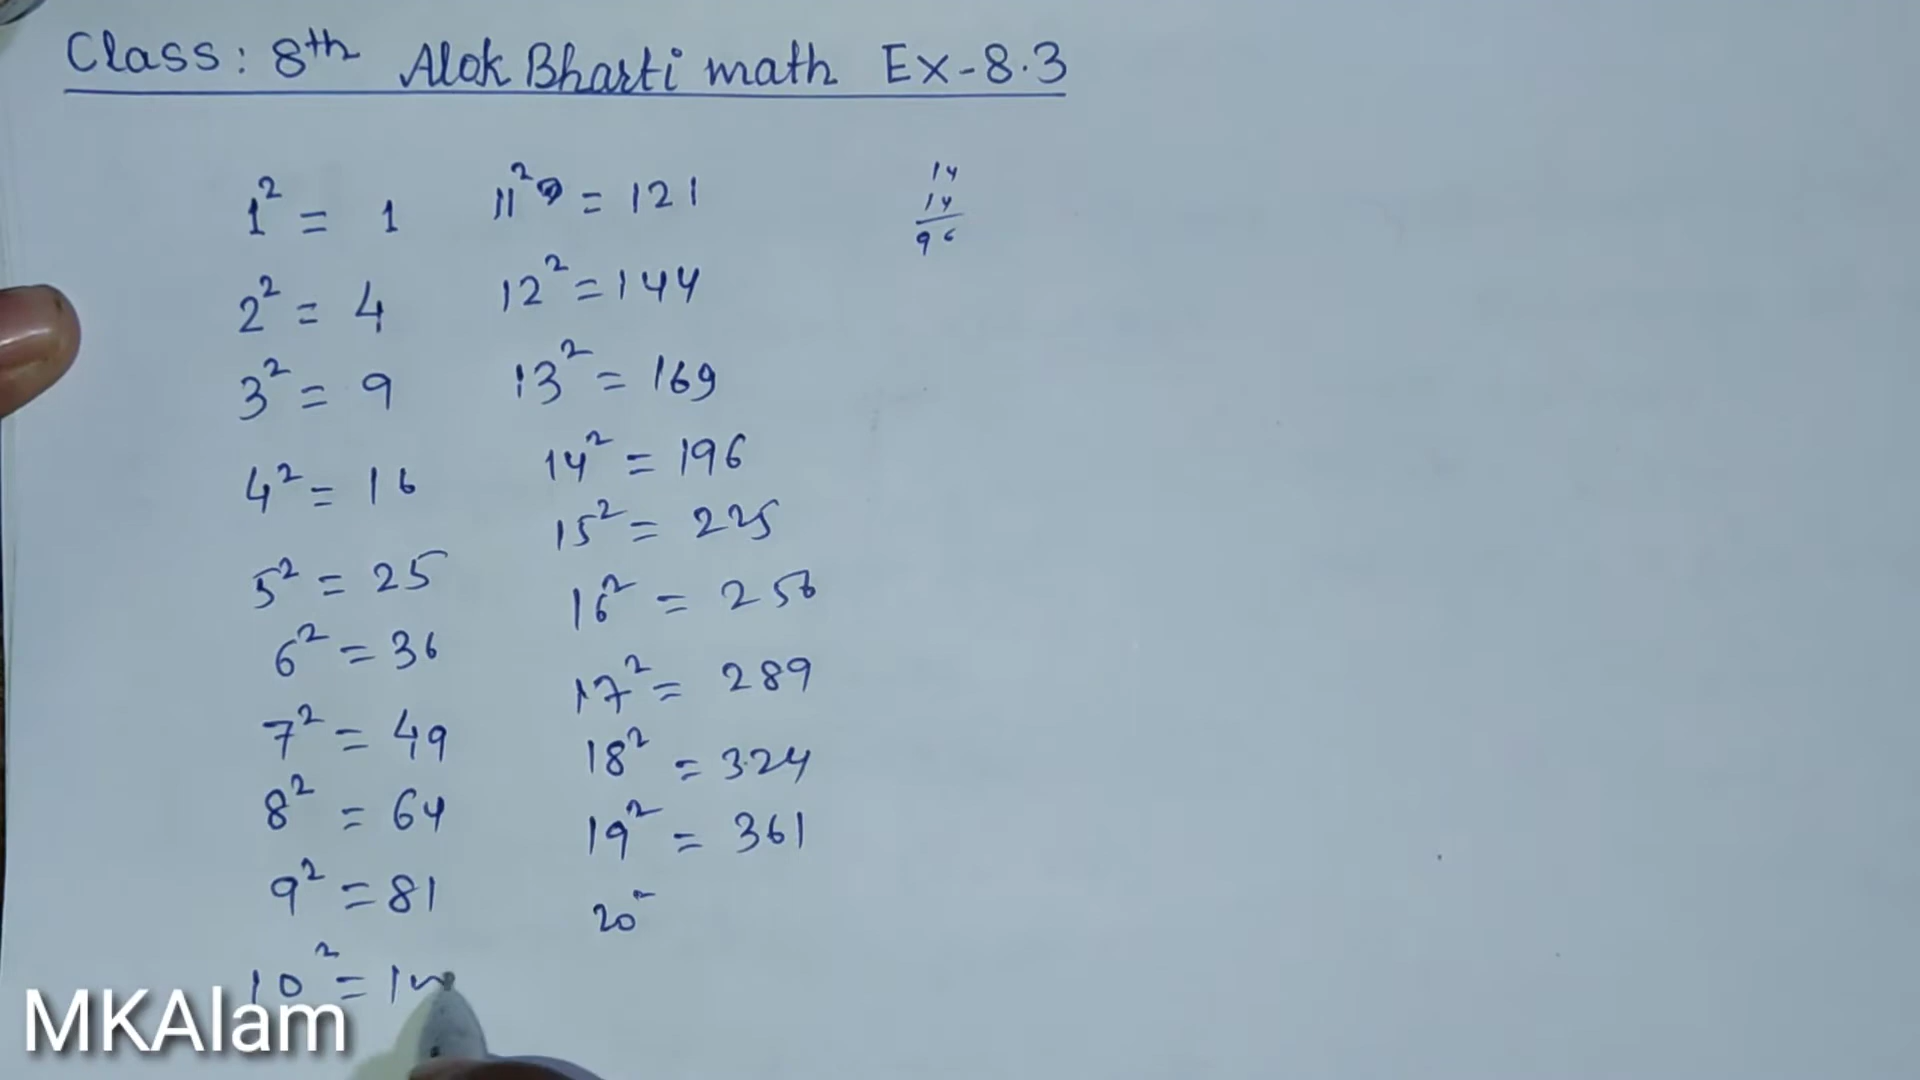 Class: 8th Alok Bharti math Ex-8.3
1² = 1
2² = 4
3² = 9
4² = 16
5² = 25
6² = 36
7² = 49
8² = 64
9² = 81
10² =
11² = 121
12² = 144
13² = 169
14² = 196
15² = 225
16² = 256
17² = 289
18² = 324
19² = 361
20²
14
14
96
MKAlam